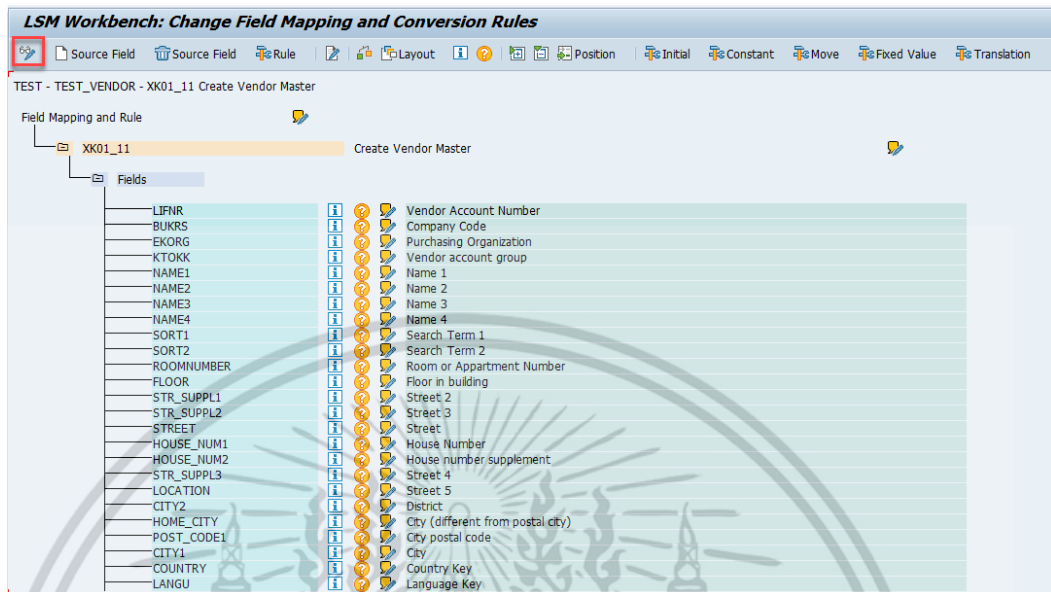 LSM Workbench: Change Field Mapping and Conversion Rules
Source Field Source Field Rule Layout Position Initial Constant Move Fixed Value Translation
TEST - TEST_VENDOR - XK01_11 Create Vendor Master
Field Mapping and Rule
XK01_11 Create Vendor Master
Fields
LIFNR Vendor Account Number
BUKRS Company Code
EKORG Purchasing Organization
KTOKK Vendor account group
NAME1 Name 1
NAME2 Name 2
NAME3 Name 3
NAME4 Name 4
SORT1 Search Term 1
SORT2 Search Term 2
ROOMNUMBER Room or Appartment Number
FLOOR Floor in building
STR_SUPPL1 Street 2
STR_SUPPL2 Street 3
STREET Street
HOUSE_NUM1 House Number
HOUSE_NUM2 House number supplement
STR_SUPPL3 Street 4
LOCATION Street 5
CITY2 District
HOME_CITY City (different from postal city)
POST_CODE1 City postal code
CITY1 City
COUNTRY Country Key
LANGU Language Key